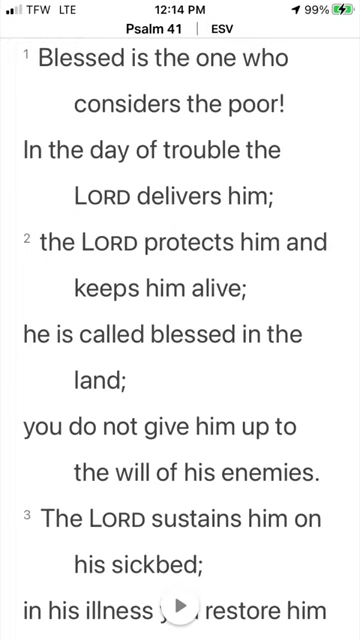 TFW LTE 12:14 PM 99%
Psalm 41 | ESV
1 Blessed is the one who
considers the poor!
In the day of trouble the
LORD delivers him;
2 the LORD protects him and
keeps him alive;
he is called blessed in the
land;
you do not give him up to
the will of his enemies.
3 The LORD sustains him on
his sickbed;
in his illness restore him